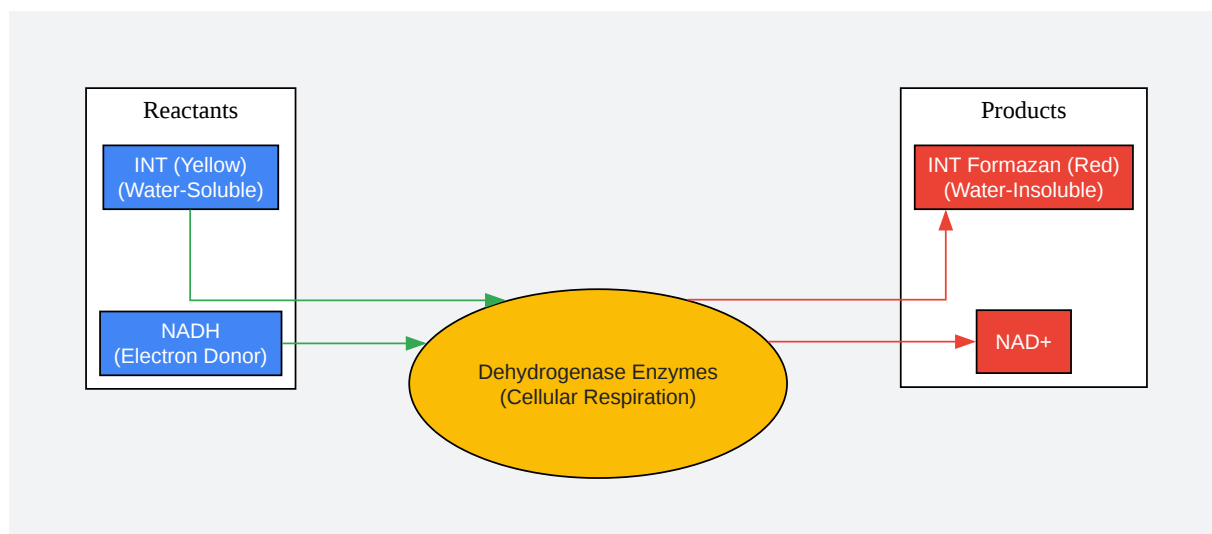 Reactants
INT (Yellow)
(Water-Soluble)
NADH
(Electron Donor)
Dehydrogenase Enzymes
(Cellular Respiration)
Products
INT Formazan (Red)
(Water-Insoluble)
NAD+